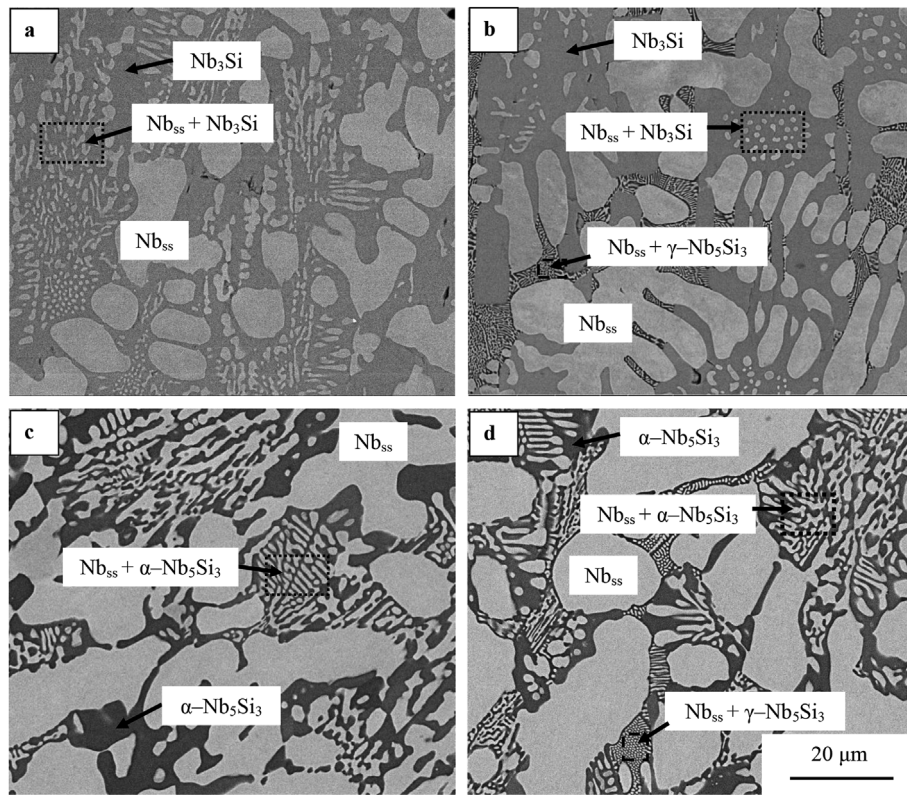 a
Nb₃Si
Nbss + Nb₃Si
Nbss
b
Nb₃Si
Nbss + Nb₃Si
Nbss + γ–Nb₅Si₃
Nbss
c
Nbss
Nbss + α–Nb₅Si₃
α–Nb₅Si₃
d
α–Nb₅Si₃
Nbss + α–Nb₅Si₃
Nbss
Nbss + γ–Nb₅Si₃
20 μm